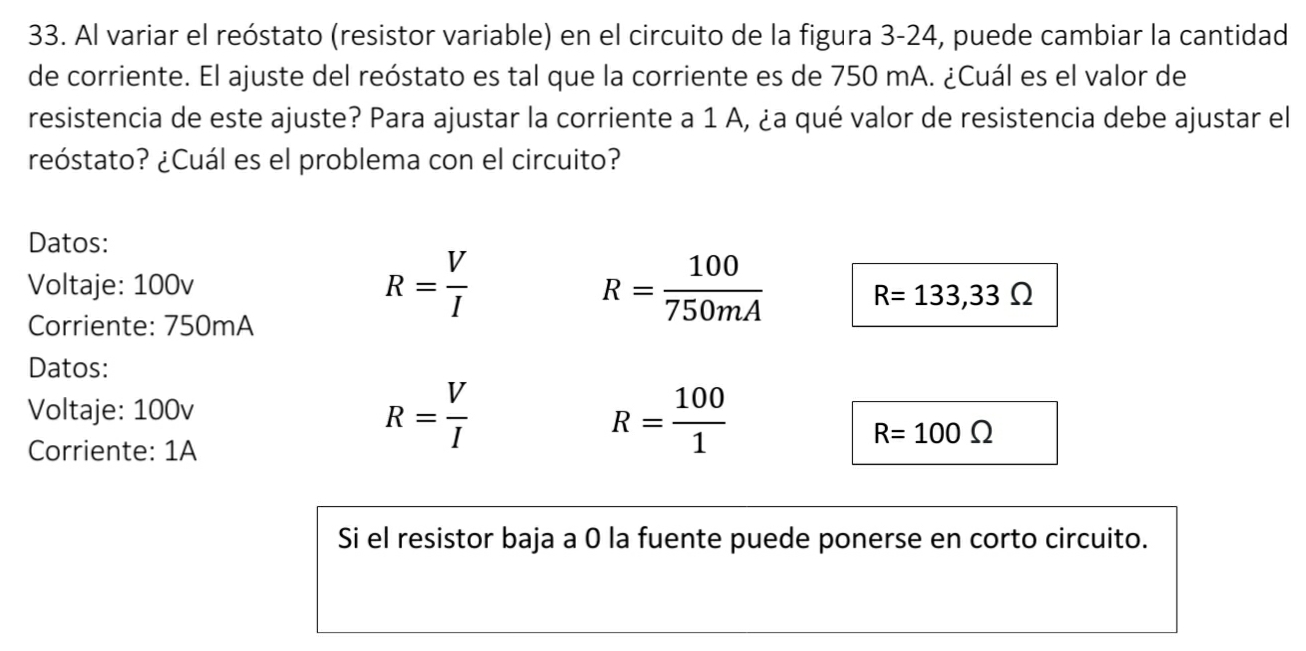 33. Al variar el reóstato (resistor variable) en el circuito de la figura 3-24, puede cambiar la cantidad
de corriente. El ajuste del reóstato es tal que la corriente es de 750 mA. ¿Cuál es el valor de
resistencia de este ajuste? Para ajustar la corriente a 1 A, ¿a qué valor de resistencia debe ajustar el
reóstato? ¿Cuál es el problema con el circuito?
Datos:
Voltaje: 100v
Corriente: 750mA
R = V/I
R = 100/750mA
R= 133,33 Ω
Datos:
Voltaje: 100v
Corriente: 1A
R = V/I
R = 100/1
R= 100 Ω
Si el resistor baja a 0 la fuente puede ponerse en corto circuito.